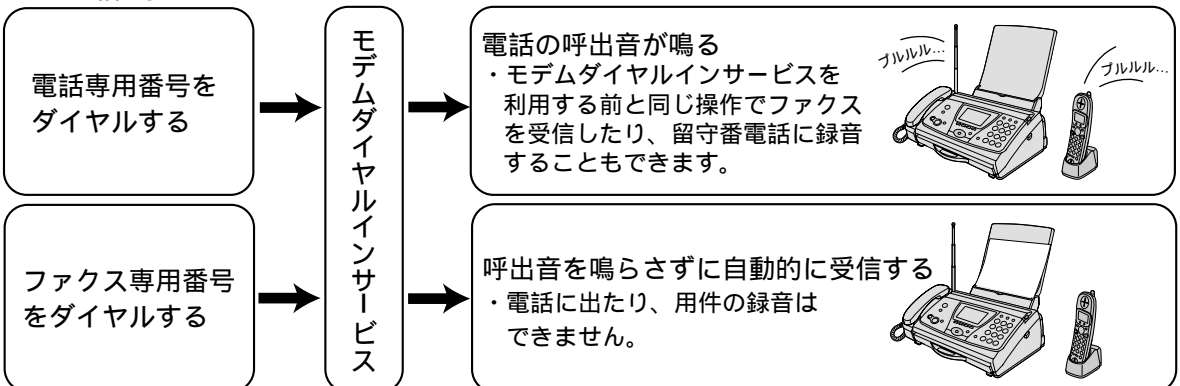 電話専用番号を
ダイヤルする
モデムダイヤルインサービス
電話の呼出音が鳴る
・モデムダイヤルインサービスを
利用する前と同じ操作でファクス
を受信したり、留守番電話に録音
することもできます。
プルルル…
プルルル…
ファクス専用番号
をダイヤルする
呼出音を鳴らさずに自動的に受信する
・電話に出たり、用件の録音は
できません。